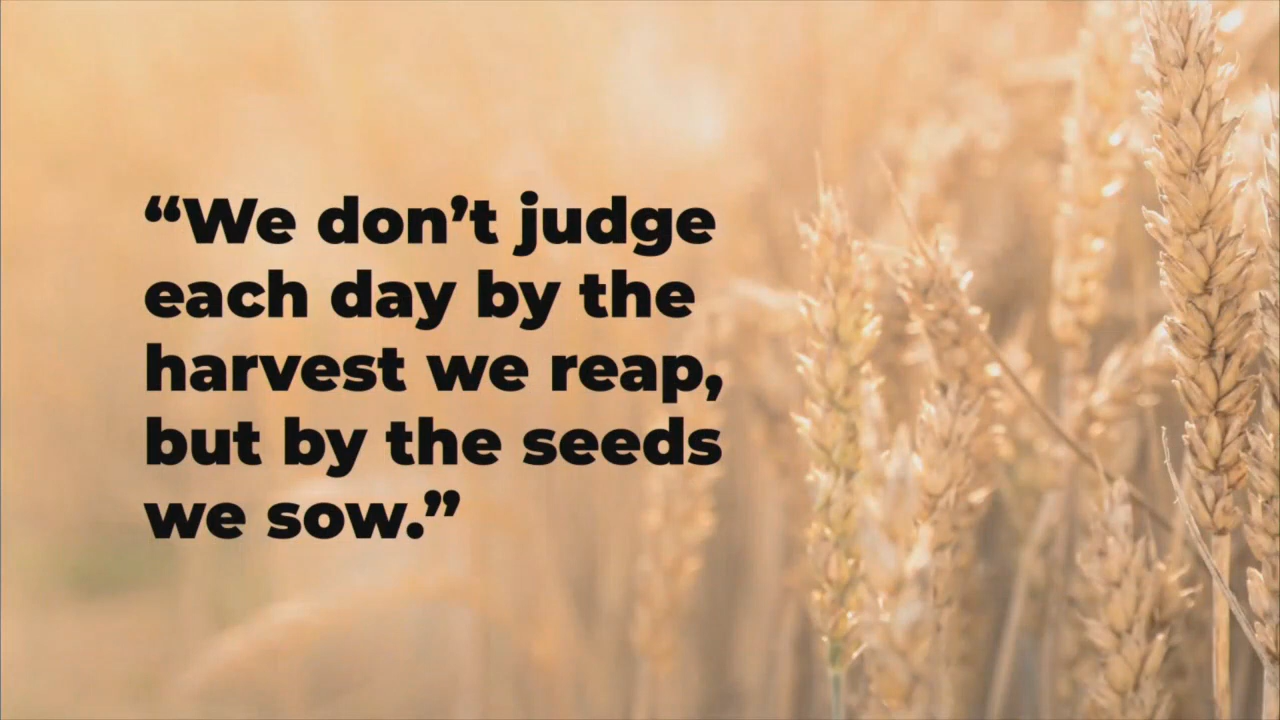 “We don’t judge
each day by the
harvest we reap,
but by the seeds
we sow.”